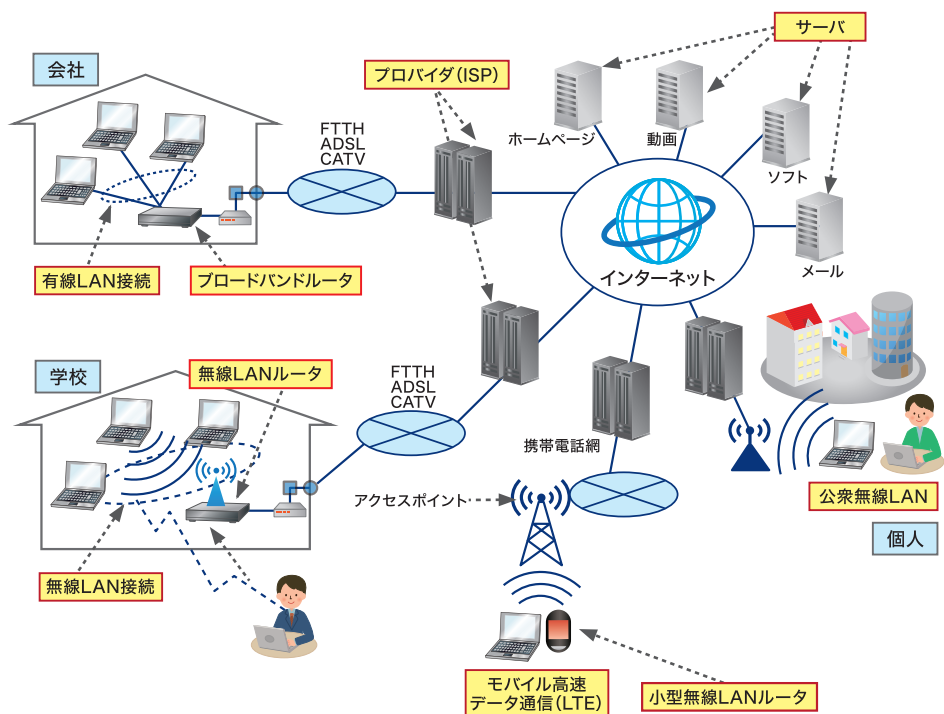 サーバ
会社
プロバイダ(ISP)
FTTH
ADSL
CATV
ホームページ
動画
ソフト
メール
インターネット
有線LAN接続
ブロードバンドルータ
学校
無線LANルータ
FTTH
ADSL
CATV
携帯電話網
アクセスポイント
公衆無線LAN
個人
無線LAN接続
モバイル高速
データ通信(LTE)
小型無線LANルータ